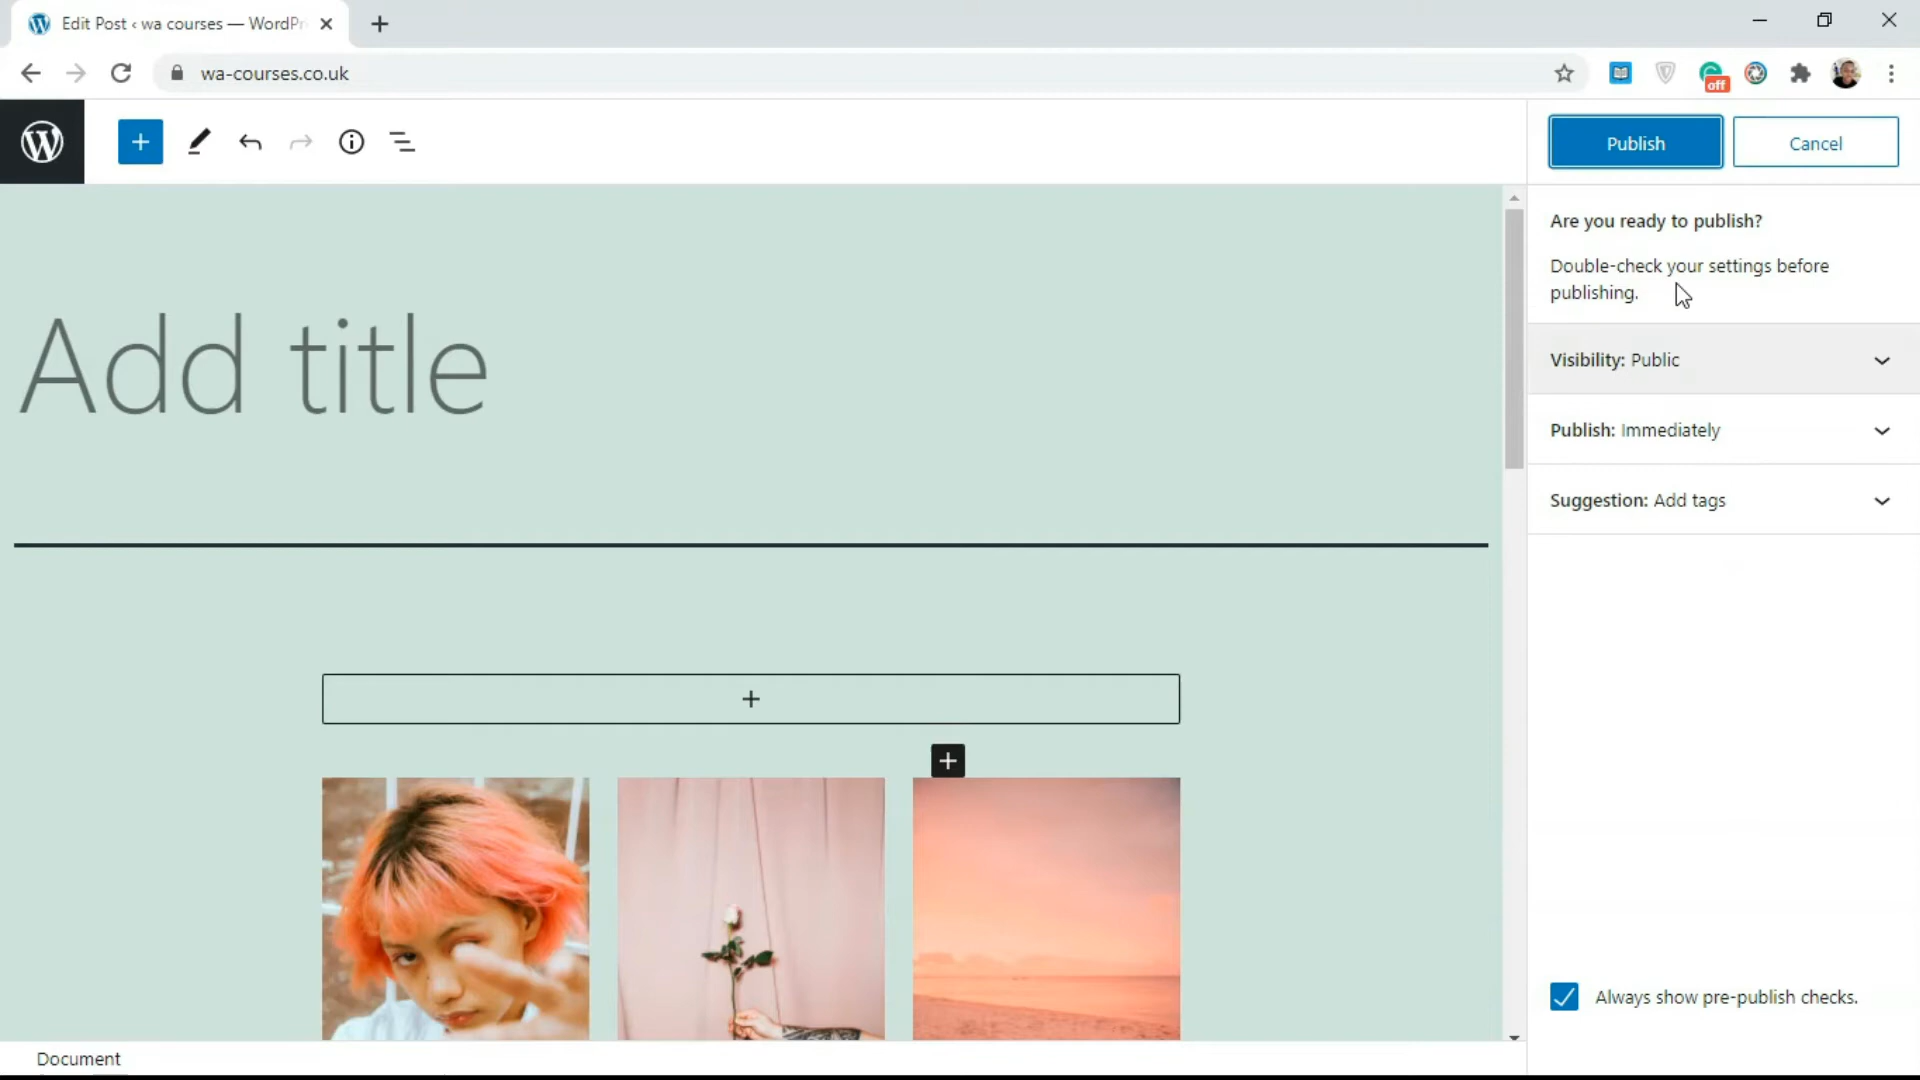 Edit Post ‹ wa courses — WordPr
wa-courses.co.uk
off
Publish
Cancel
Are you ready to publish?
Double-check your settings before
publishing.
Visibility: Public
Publish: Immediately
Suggestion: Add tags
Add title
Always show pre-publish checks.
Document